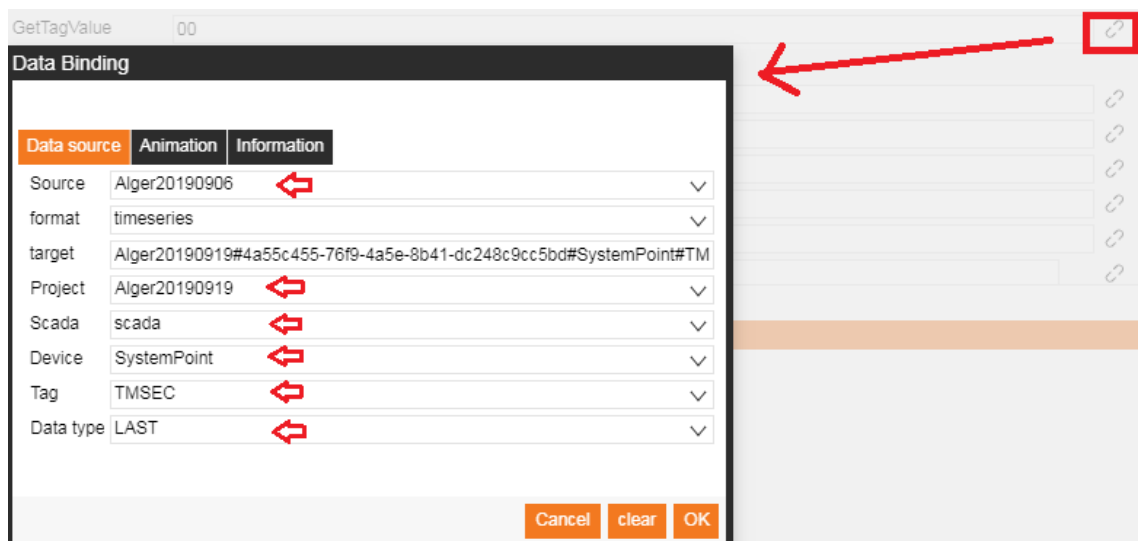 GetTagValue 00
Data Binding
Data source Animation Information
Source Alger20190906
format timeseries
target Alger20190919#4a55c455-76f9-4a5e-8b41-dc248c9cc5bd#SystemPoint#TM
Project Alger20190919
Scada scada
Device SystemPoint
Tag TMSEC
Data type LAST
Cancel clear OK